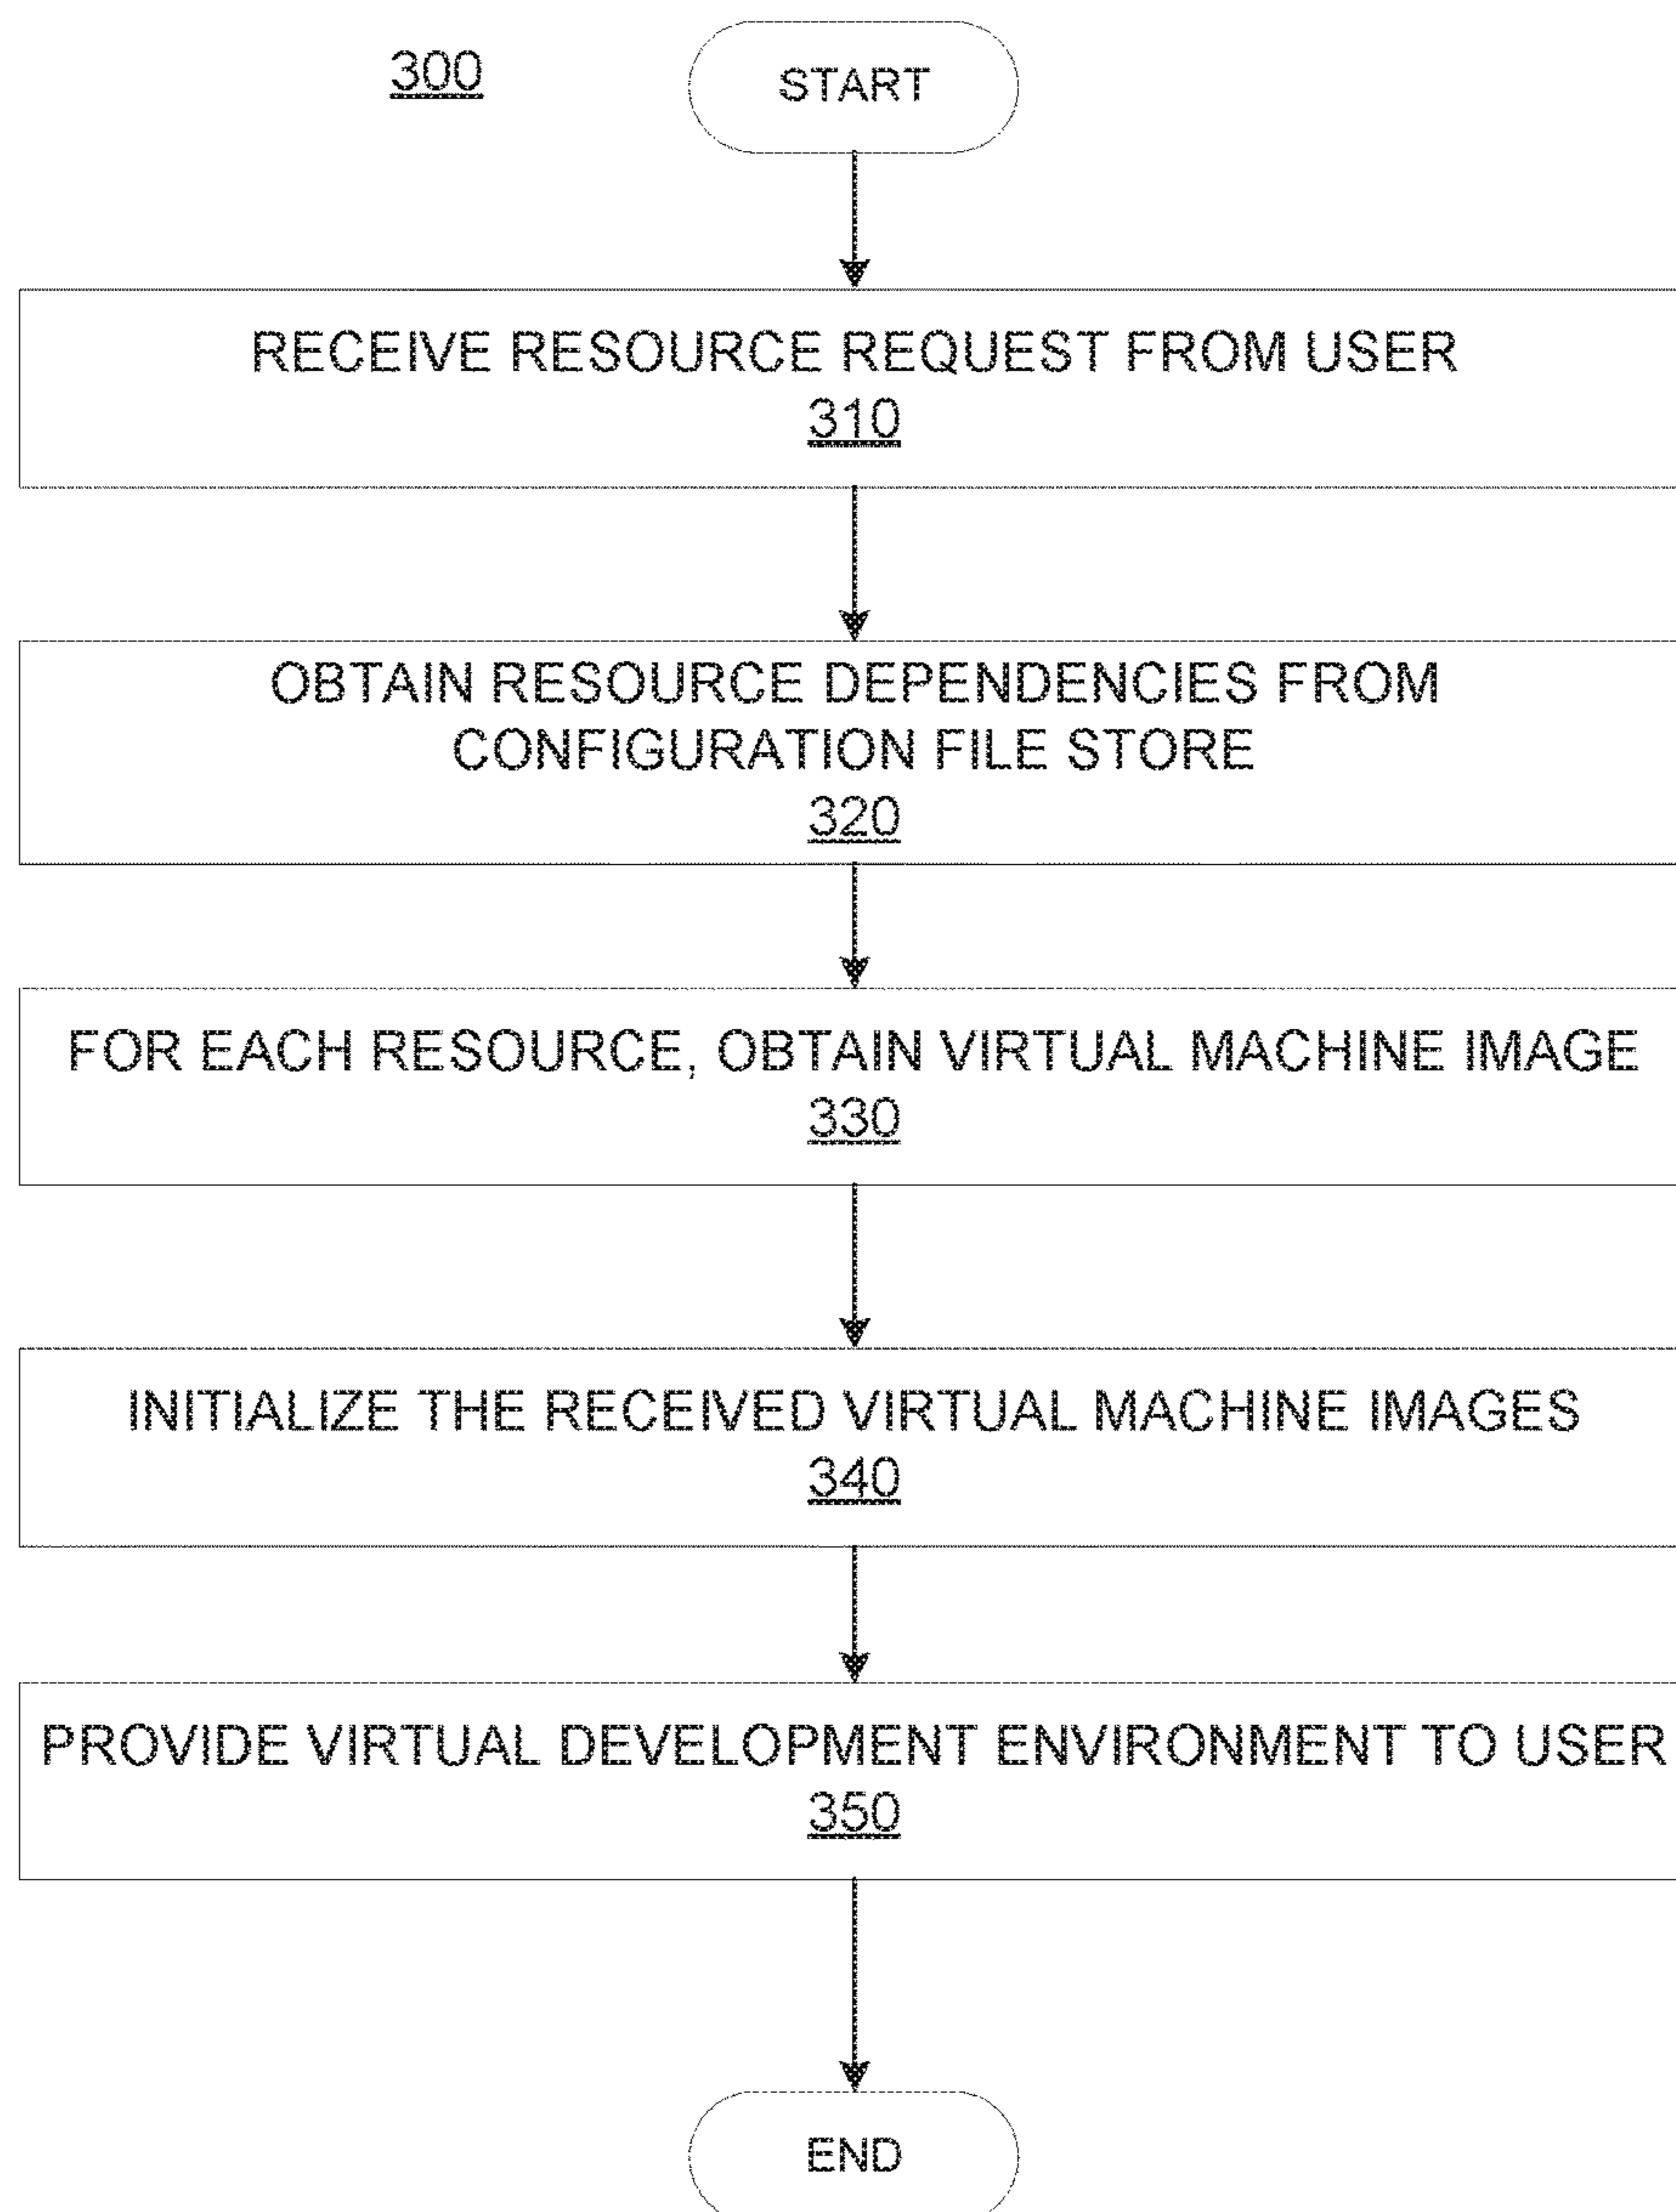 300
START
RECEIVE RESOURCE REQUEST FROM USER
310
OBTAIN RESOURCE DEPENDENCIES FROM
CONFIGURATION FILE STORE
320
FOR EACH RESOURCE, OBTAIN VIRTUAL MACHINE IMAGE
330
INITIALIZE THE RECEIVED VIRTUAL MACHINE IMAGES
340
PROVIDE VIRTUAL DEVELOPMENT ENVIRONMENT TO USER
350
END